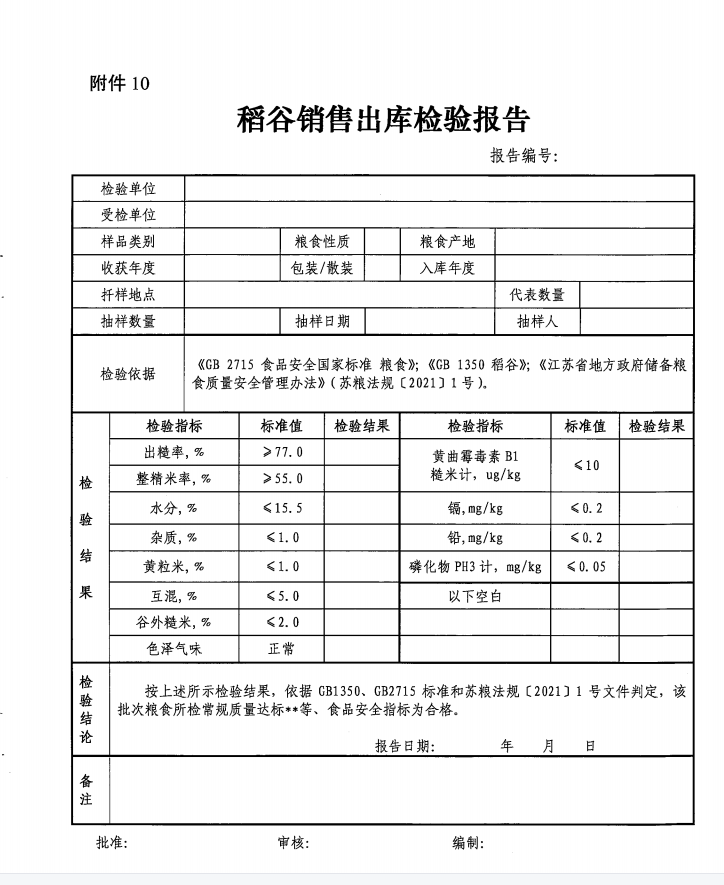 附件 10
稻谷销售出库检验报告
报告编号:
检验单位
受检单位
样品类别 粮食性质 粮食产地
收获年度 包装/散装 入库年度
扦样地点 代表数量
抽样数量 抽样日期 抽样人
检验依据
《GB 2715 食品安全国家标准 粮食》; 《GB 1350 稻谷》; 《江苏省地方政府储备粮
食质量安全管理办法》(苏粮法规〔2021〕1 号)。
检验结果
检验指标 标准值 检验结果 检验指标 标准值 检验结果
出糙率, % ≥77.0 黄曲霉毒素 B1
糙米计, ug/kg ≤10
整精米率, % ≥55.0
水分, % ≤15.5 镉, mg/kg ≤0.2
杂质, % ≤1.0 铅, mg/kg ≤0.2
黄粒米, % ≤1.0 磷化物 PH3 计, mg/kg ≤0.05
互混, % ≤5.0 以下空白
谷外糙米, % ≤2.0
色泽气味 正常
检验结论
按上述所示检验结果, 依据 GB1350、GB2715 标准和苏粮法规〔2021〕1 号文件判定, 该
批次粮食所检常规质量达标**等、食品安全指标为合格。
报告日期: 年 月 日
备注
批准: 审核: 编制: